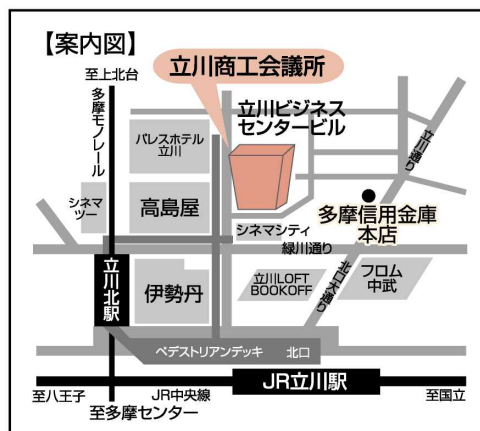 【案内図】
至上北台
立川商工会議所
多摩モノレール
立川ビジネス
センタービル
パレスホテル
立川
立川通り
シネマ
ツー
高島屋
シネマシティ
多摩信用金庫
本店
緑川通り
立川北駅
伊勢丹
立川LOFT
BOOKOFF
北口大通り
フロム
中武
ペデストリアンデッキ
北口
至八王子
JR中央線
JR立川駅
至国立
至多摩センター